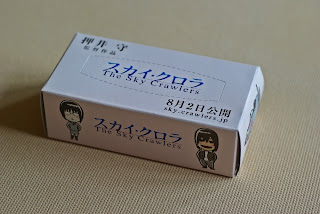 押井 守
監督作品
スカイ・クロラ
The Sky Crawlers
8月2日公開
sky.crawlers.jp
スカイ・クロラ
The Sky Crawlers